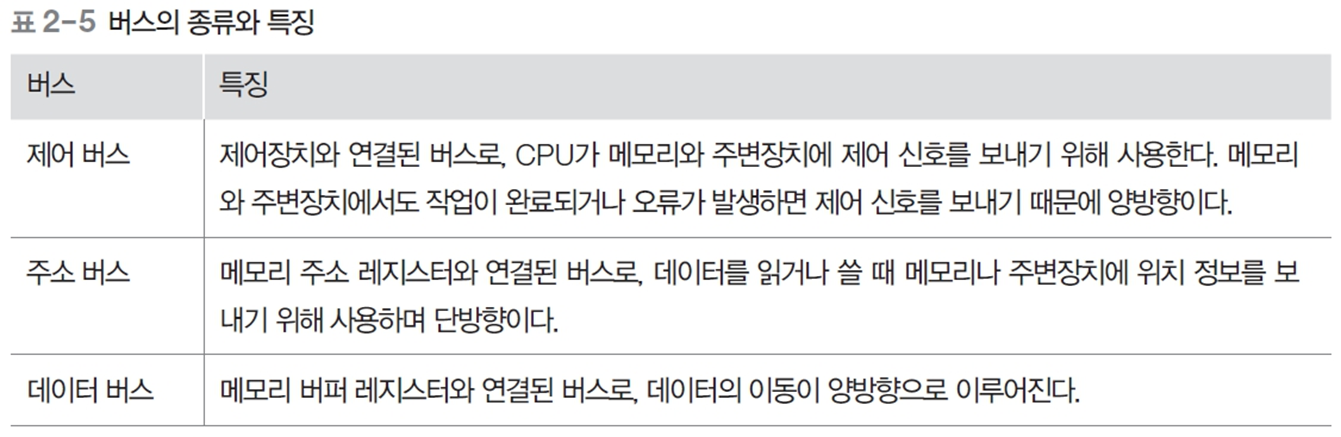 표 2-5 버스의 종류와 특징
버스 특징
제어 버스 제어장치와 연결된 버스로, CPU가 메모리와 주변장치에 제어 신호를 보내기 위해 사용한다. 메모리
와 주변장치에서도 작업이 완료되거나 오류가 발생하면 제어 신호를 보내기 때문에 양방향이다.
주소 버스 메모리 주소 레지스터와 연결된 버스로, 데이터를 읽거나 쓸 때 메모리나 주변장치에 위치 정보를 보
내기 위해 사용하며 단방향이다.
데이터 버스 메모리 버퍼 레지스터와 연결된 버스로, 데이터의 이동이 양방향으로 이루어진다.